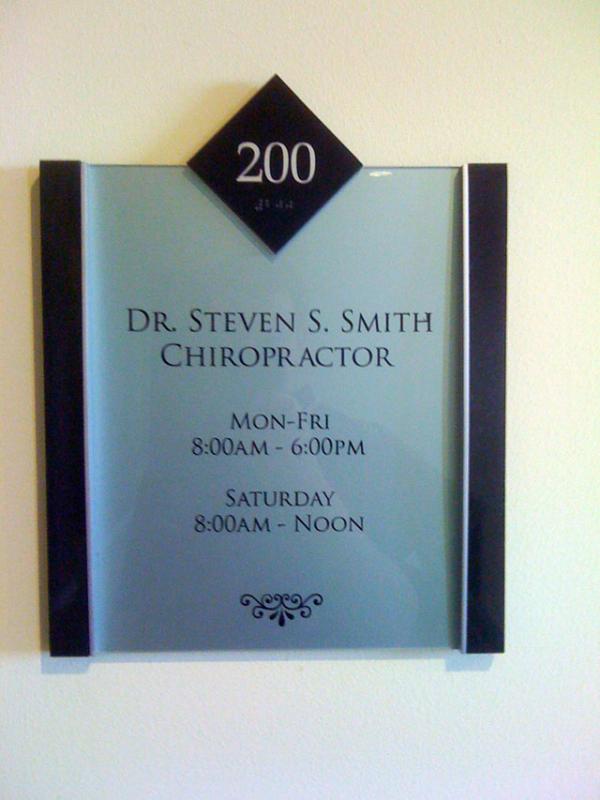 200
Dr. Steven S. Smith
Chiropractor
Mon-Fri
8:00am - 6:00pm
Saturday
8:00am - Noon